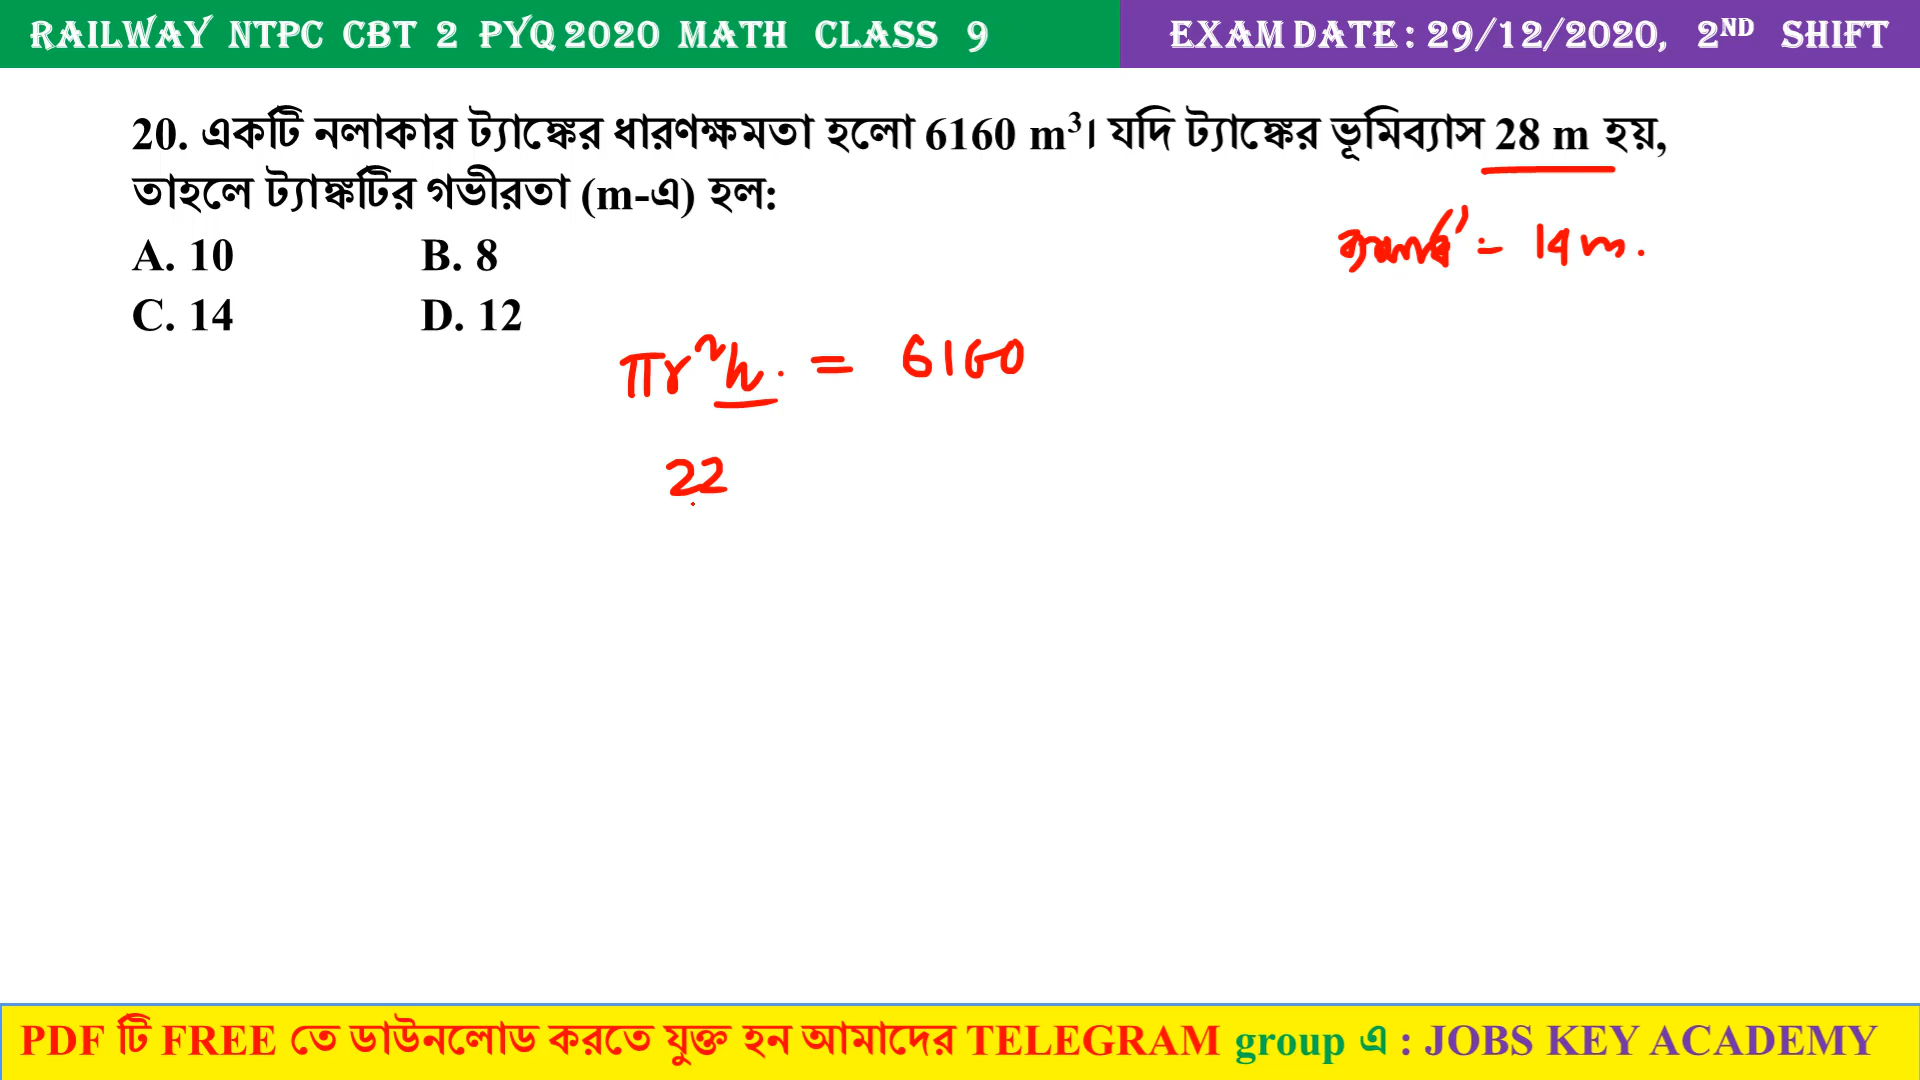 RAILWAY NTPC CBT 2 PYQ 2020 MATH CLASS 9
EXAM DATE : 29/12/2020, 2ND SHIFT
20. একটি নলাকার ট্যাঙ্কের ধারণক্ষমতা হলো 6160 m³। যদি ট্যাঙ্কের ভূমিব্যাস 28 m হয়,
তাহলে ট্যাঙ্কটির গভীরতা (m-এ) হল:
= 14 m.
A. 10 B. 8
C. 14 D. 12
πr²h. = 6160
22
PDF টি FREE তে ডাউনলোড করতে যুক্ত হন আমাদের TELEGRAM group এ : JOBS KEY ACADEMY